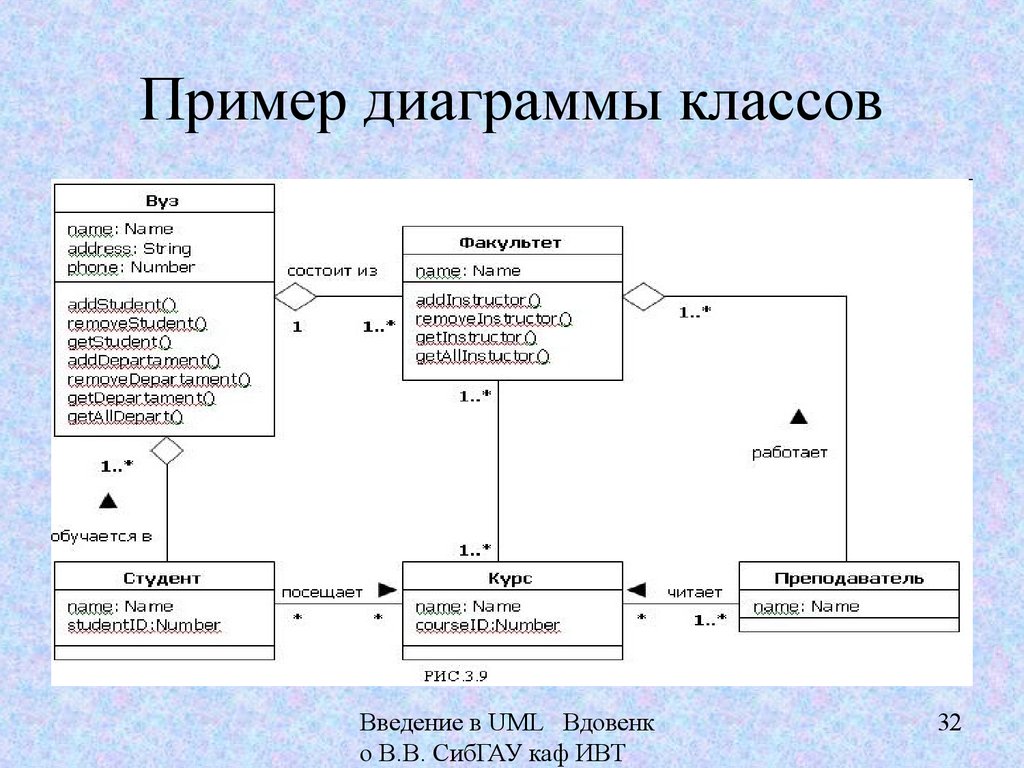 Пример диаграммы классов
Вуз
name: Name
address: String
phone: Number
addStudent()
removeStudent()
getStudent()
addDepartament()
removeDepartament()
getDepartament()
getAllDepart()
состоит из
1
1..*
Факультет
name: Name
addInstructor()
removeInstructor()
getInstructor()
getAllInstuctor()
1..*
1..*
работает
1..*
обучается в
1..*
Студент
name: Name
studentID:Number
посещает
*
*
Курс
name: Name
courseID:Number
читает
*
1..*
Преподаватель
name: Name
РИС.3.9
Введение в UML Вдовенк
о В.В. СибГАУ каф ИВТ
32